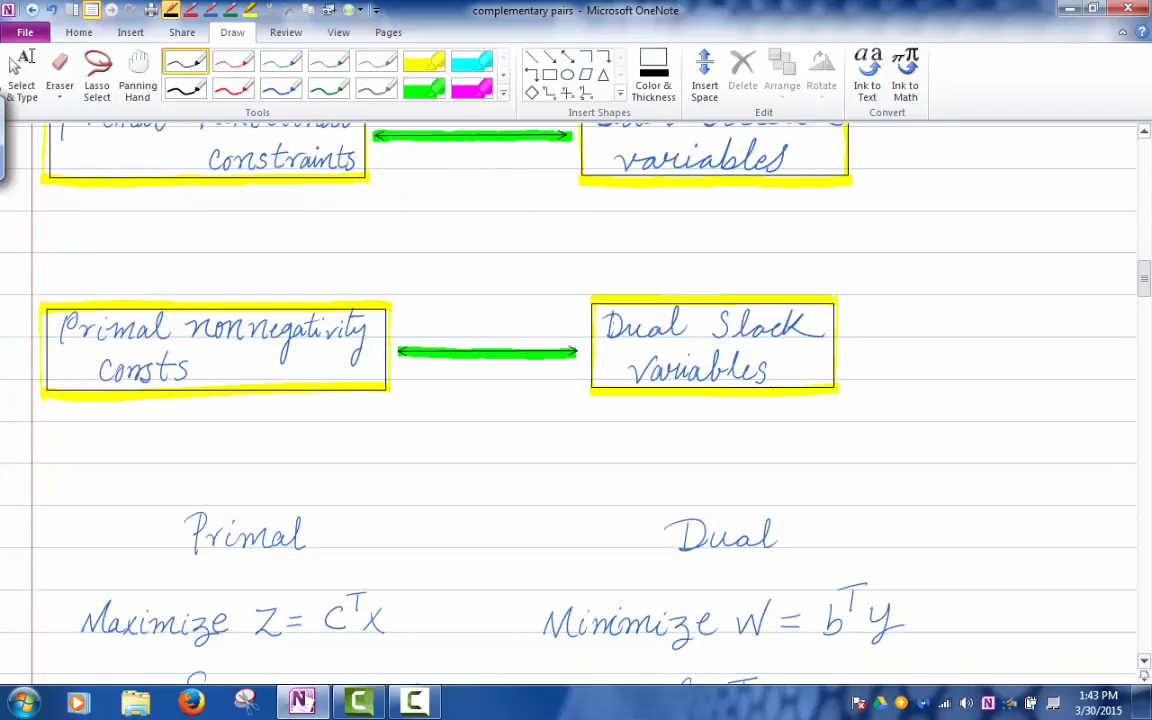 complementary pairs - Microsoft OneNote
File Home Insert Share Draw Review View Pages
Select & Type
Eraser
Lasso Select
Panning Hand
Color & Thickness
Insert Space
Delete
Arrange
Rotate
Ink to Text
Ink to Math
Tools
Insert Shapes
Edit
Convert
constraints
variables
Primal nonnegativity
consts
Dual Slack
variables
Primal
Dual
Maximize Z = C^T x
Minimize W = b^T y
1:43 PM
3/30/2015